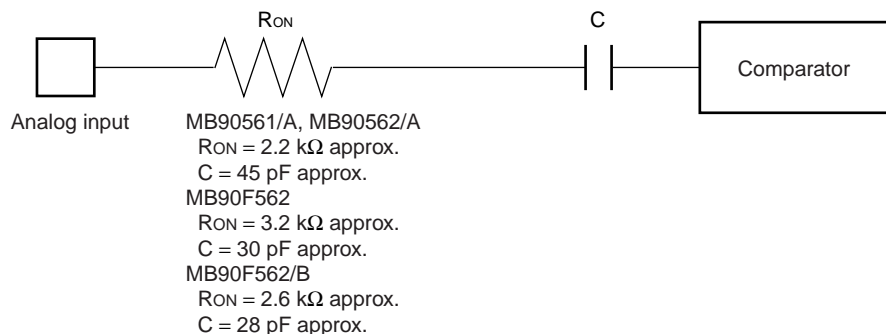 RON
C
Comparator
Analog input
MB90561/A, MB90562/A
RON = 2.2 kΩ approx.
C = 45 pF approx.
MB90F562
RON = 3.2 kΩ approx.
C = 30 pF approx.
MB90F562/B
RON = 2.6 kΩ approx.
C = 28 pF approx.